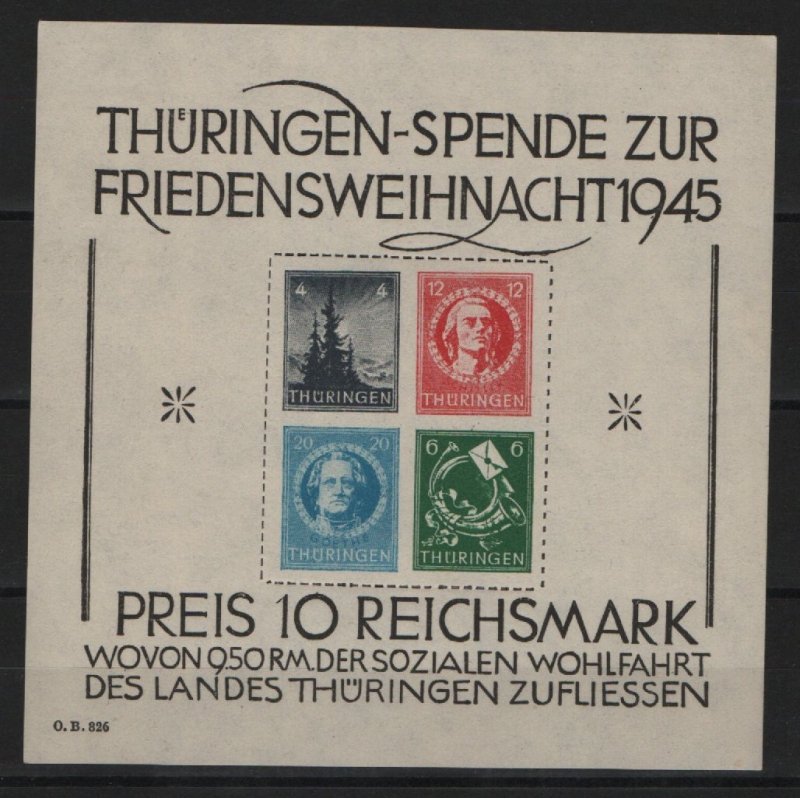 THÜRINGEN-SPENDE ZUR
FRIEDENSWEIHNACHT 1945
4 4
THÜRINGEN
12 12
THÜRINGEN
20 20
GOETHE
THÜRINGEN
6 6
THÜRINGEN
PREIS 10 REICHSMARK
WOVON 9.50 RM. DER SOZIALEN WOHLFAHRT
DES LANDES THÜRINGEN ZUFLIESSEN
O. B. 826